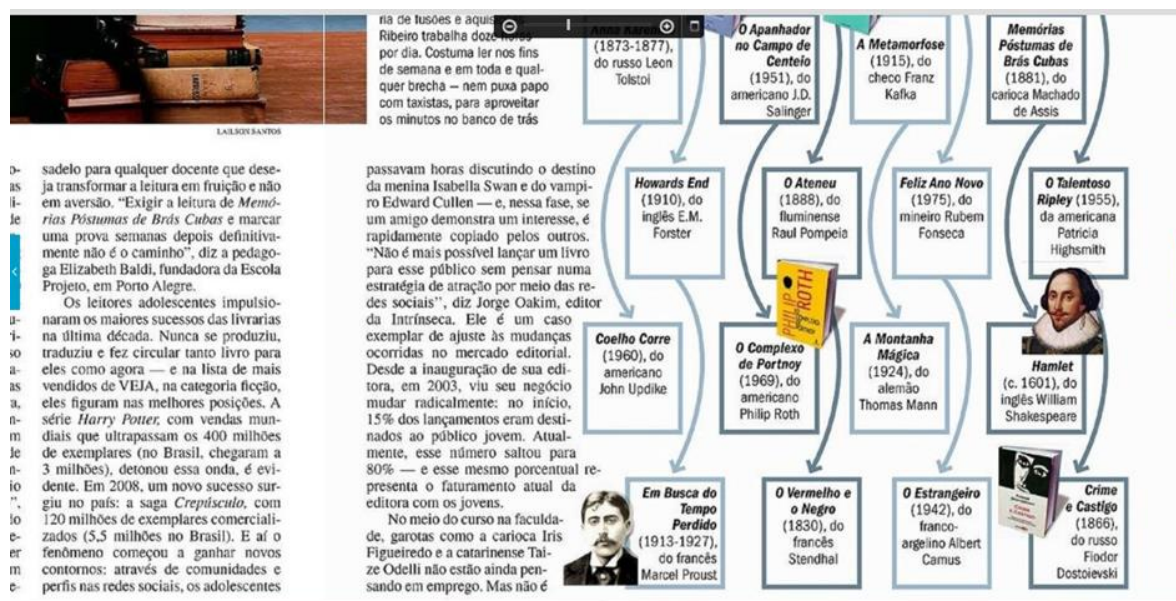 ria de fusões e aquis
Ribeiro trabalha doze horas
por dia. Costuma ler nos fins
de semana e em toda e qual-
quer brecha — nem puxa papo
com taxistas, para aproveitar
os minutos no banco de trás
LAILSON SANTOS
sadelo para qualquer docente que dese-
ja transformar a leitura em fruição e não
em aversão. “Exigir a leitura de Memó-
rias Póstumas de Brás Cubas e marcar
uma prova semanas depois definitiva-
mente não é o caminho”, diz a pedago-
ga Elizabeth Baldi, fundadora da Escola
Projeto, em Porto Alegre.
Os leitores adolescentes impulsio-
naram os maiores sucessos das livrarias
na última década. Nunca se produziu,
traduziu e fez circular tanto livro para
eles como agora — e na lista de mais
vendidos de VEJA, na categoria ficção,
eles figuram nas melhores posições. A
série Harry Potter, com vendas mun-
diais que ultrapassam os 400 milhões
de exemplares (no Brasil, chegaram a
3 milhões), detonou essa onda, é evi-
dente. Em 2008, um novo sucesso sur-
giu no país: a saga Crepúsculo, com
120 milhões de exemplares comerciali-
zados (5,5 milhões no Brasil). E aí o
fenômeno começou a ganhar novos
contornos: através de comunidades e
perfis nas redes sociais, os adolescentes
passavam horas discutindo o destino
da menina Isabella Swan e do vampi-
ro Edward Cullen — e, nessa fase, se
um amigo demonstra um interesse, é
rapidamente copiado pelos outros.
“Não é mais possível lançar um livro
para esse público sem pensar numa
estratégia de atração por meio das re-
des sociais”, diz Jorge Oakim, editor
da Intrínseca. Ele é um caso
exemplar de ajuste às mudanças
ocorridas no mercado editorial.
Desde a inauguração de sua edi-
tora, em 2003, viu seu negócio
mudar radicalmente: no início,
15% dos lançamentos eram desti-
nados ao público jovem. Atual-
mente, esse número saltou para
80% — e esse mesmo porcentual re-
presenta o faturamento atual da
editora com os jovens.
No meio do curso na faculda-
de, garotas como a carioca Iris
Figueiredo e a catarinense Tai-
ze Odelli não estão ainda pen-
sando em emprego. Mas não é
(1873-1877),
do russo Leon
Tolstoi
O Apanhador
no Campo de
Centeio
(1951), do
americano J.D.
Salinger
A Metamorfose
(1915), do
checo Franz
Kafka
Memórias
Póstumas de
Brás Cubas
(1881), do
carioca Machado
de Assis
Howards End
(1910), do
inglês E.M.
Forster
O Ateneu
(1888), do
fluminense
Raul Pompeia
Feliz Ano Novo
(1975), do
mineiro Rubem
Fonseca
O Talentoso
Ripley (1955),
da americana
Patricia
Highsmith
Coelho Corre
(1960), do
americano
John Updike
PHILIP
ROTH
O Complexo
de Portnoy
(1969), do
americano
Philip Roth
A Montanha
Mágica
(1924), do
alemão
Thomas Mann
Hamlet
(c. 1601), do
inglês William
Shakespeare
Em Busca do
Tempo
Perdido
(1913-1927),
do francês
Marcel Proust
O Vermelho e
o Negro
(1830), do
francês
Stendhal
O Estrangeiro
(1942), do
franco-
argelino Albert
Camus
Crime
e Castigo
(1866),
do russo
Fiodor
Dostoievski